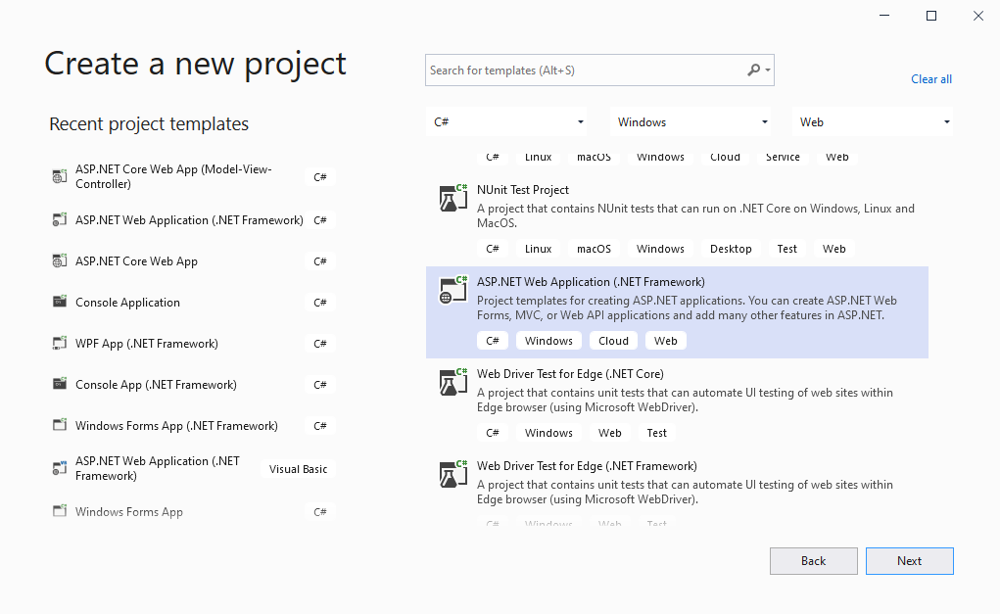 Create a new project
Search for templates (Alt+S)
Clear all
Recent project templates
C#
Windows
Web
ASP.NET Core Web App (Model-View-
Controller)
C#
ASP.NET Web Application (.NET Framework)
C#
ASP.NET Core Web App
C#
Console Application
C#
WPF App (.NET Framework)
C#
Console App (.NET Framework)
C#
Windows Forms App (.NET Framework)
C#
ASP.NET Web Application (.NET
Framework)
Visual Basic
Windows Forms App
C#
C# Linux macOS Windows Cloud Service Web
C#
NUnit Test Project
A project that contains NUnit tests that can run on .NET Core on Windows, Linux and
MacOS.
C# Linux macOS Windows Desktop Test Web
C#
ASP.NET Web Application (.NET Framework)
Project templates for creating ASP.NET applications. You can create ASP.NET Web
Forms, MVC, or Web API applications and add many other features in ASP.NET.
C# Windows Cloud Web
C#
Web Driver Test for Edge (.NET Core)
A project that contains unit tests that can automate UI testing of web sites within
Edge browser (using Microsoft WebDriver).
C# Windows Web Test
C#
Web Driver Test for Edge (.NET Framework)
A project that contains unit tests that can automate UI testing of web sites within
Edge browser (using Microsoft WebDriver).
C# Windows Web Test
Back
Next